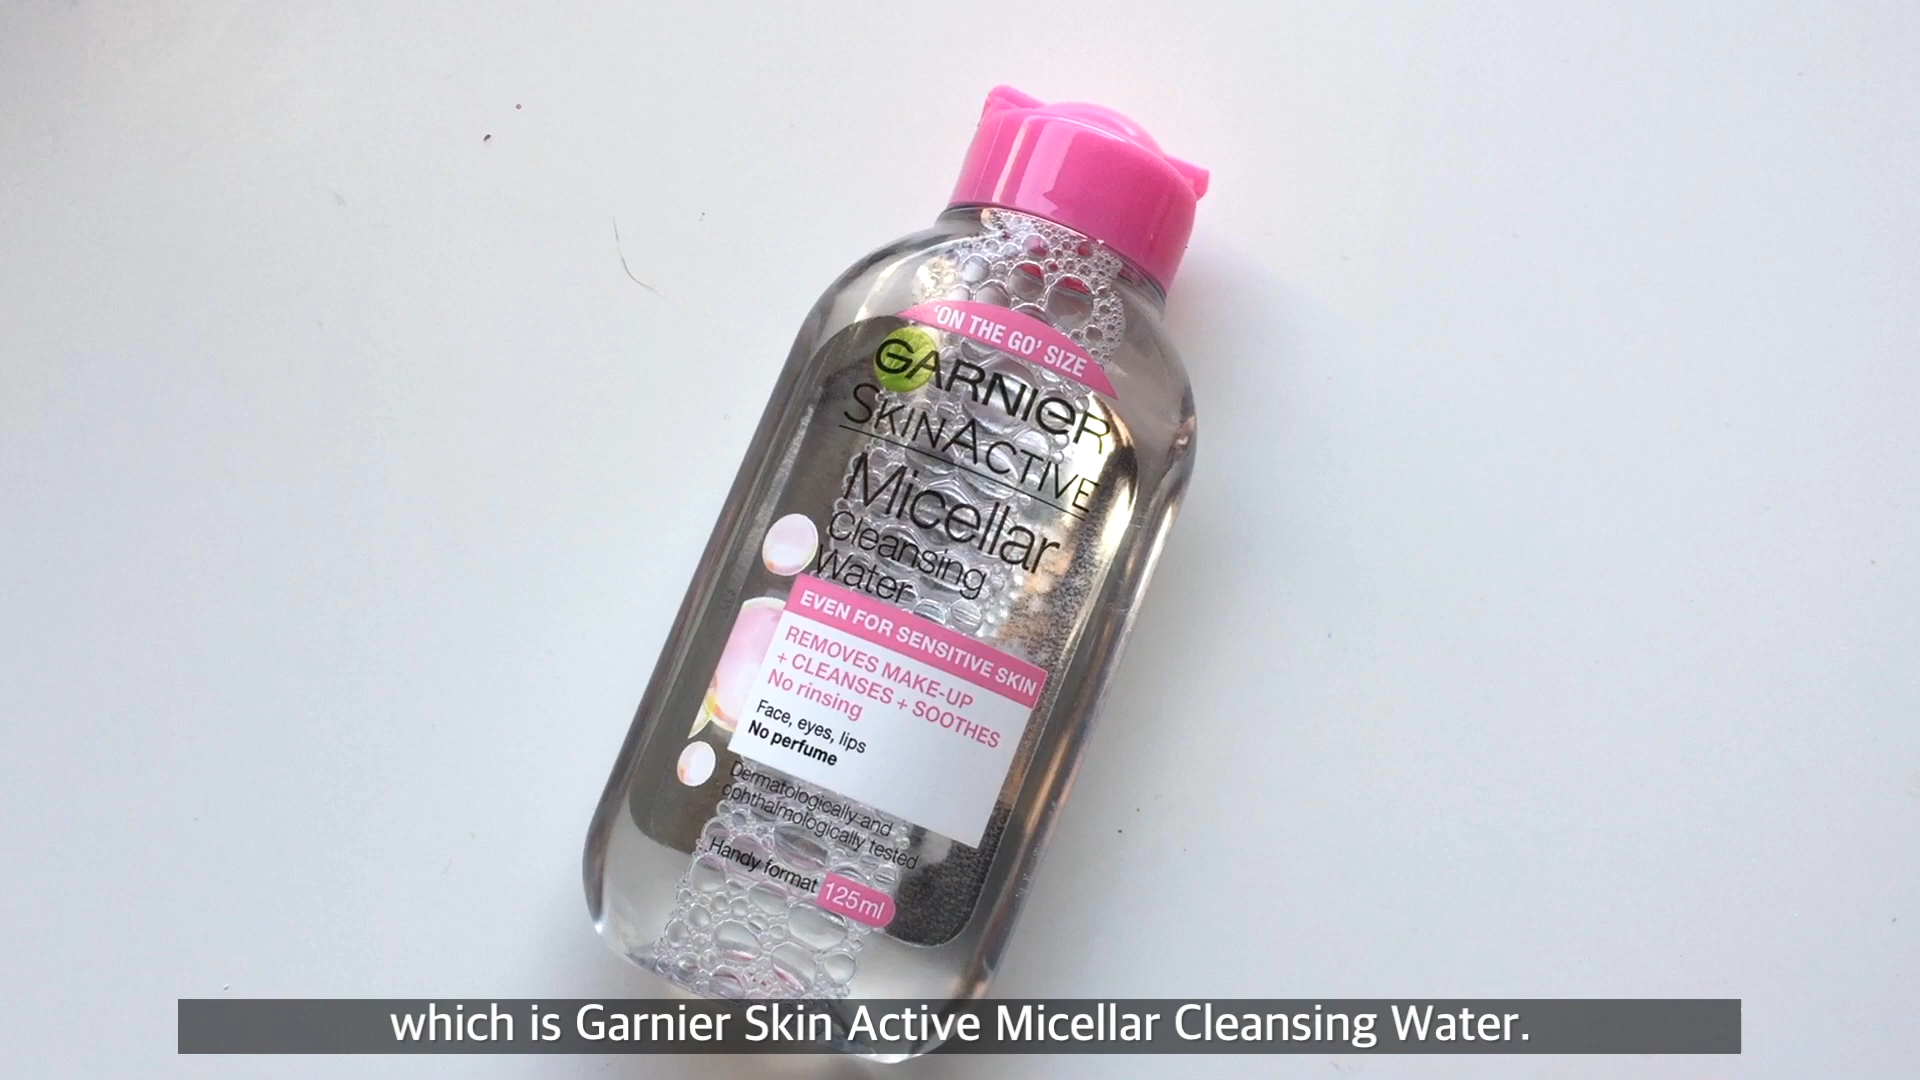 'ON THE GO' SIZE
GARNIER
SKINACTIVE
Micellar
Cleansing
Water
EVEN FOR SENSITIVE SKIN
REMOVES MAKE-UP
+ CLEANSES + SOOTHES
No rinsing
Face, eyes, lips
No perfume
Dermatologically and
ophthalmologically tested
Handy format 125ml
which is Garnier Skin Active Micellar Cleansing Water.